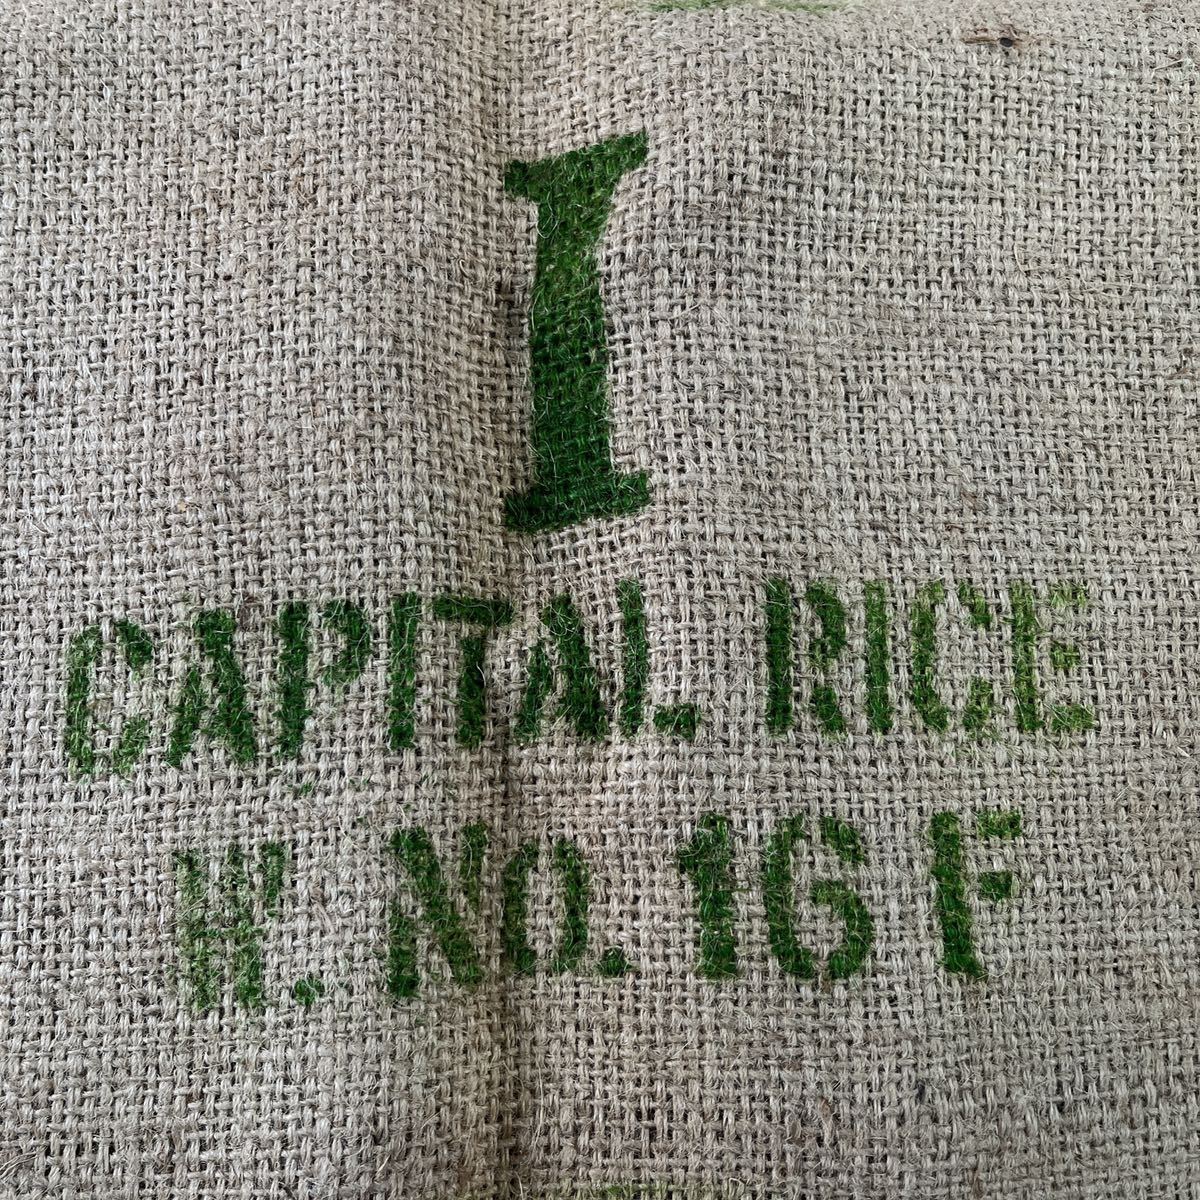 I
CAPITAL RICE
W. NO. 16 F